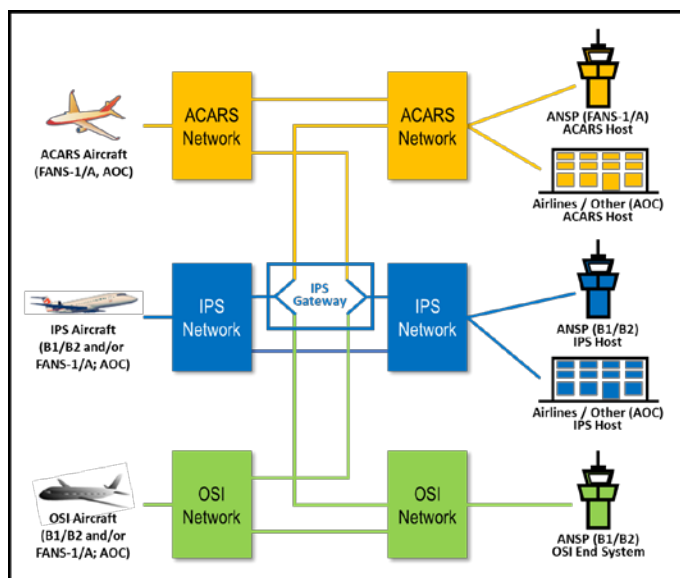 ACARS
Network
ACARS
Network
ANSP (FANS-1/A)
ACARS Host
ACARS Aircraft
(FANS-1/A, AOC)
Airlines / Other (AOC)
ACARS Host
IPS
Gateway
IPS
Network
IPS
Network
ANSP (B1/B2)
IPS Host
IPS Aircraft
(B1/B2 and/or
FANS-1/A; AOC)
Airlines / Other (AOC)
IPS Host
OSI
Network
OSI
Network
OSI Aircraft
(B1/B2 and/or
FANS-1/A; AOC)
ANSP (B1/B2)
OSI End System